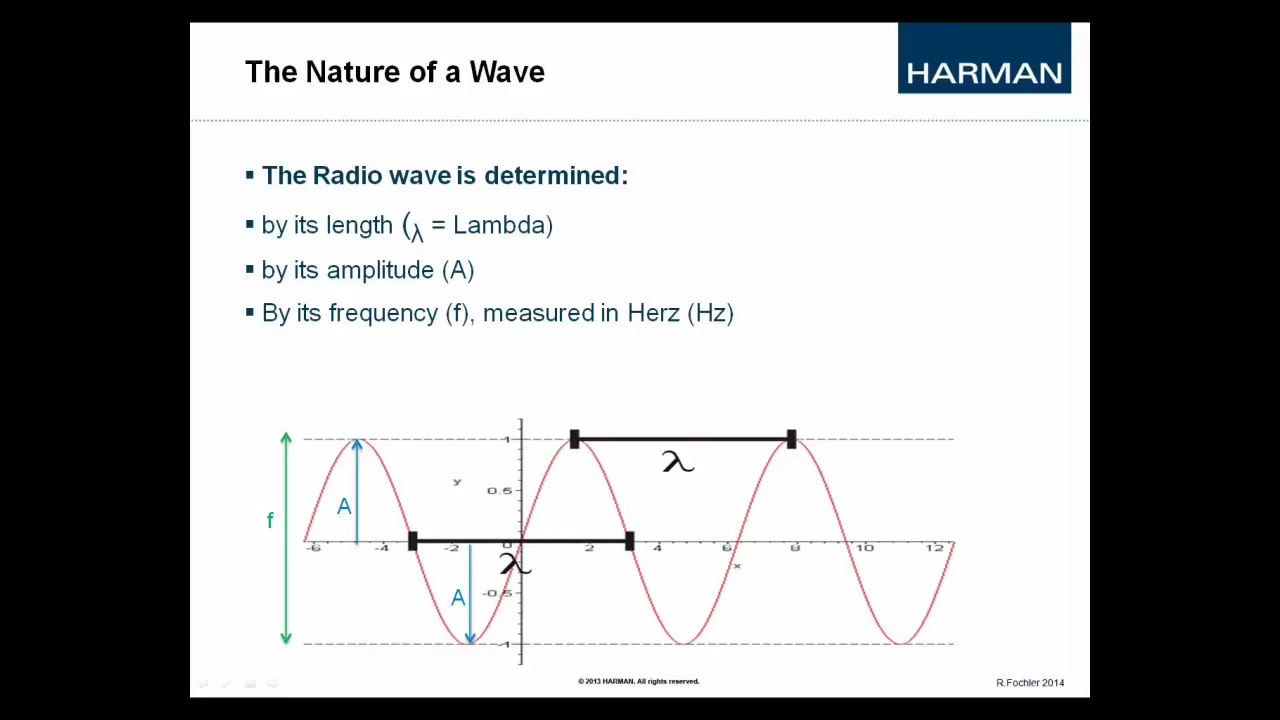 The Nature of a Wave
HARMAN
▪ The Radio wave is determined:
▪ by its length (λ = Lambda)
▪ by its amplitude (A)
▪ By its frequency (f), measured in Herz (Hz)
1
λ
y
0.5
A
f
-6 -4 -2 0 2 4 6 8 10 12
λ
x
A
-0.5
-1
© 2013 HARMAN. All rights reserved.
R.Fochler 2014